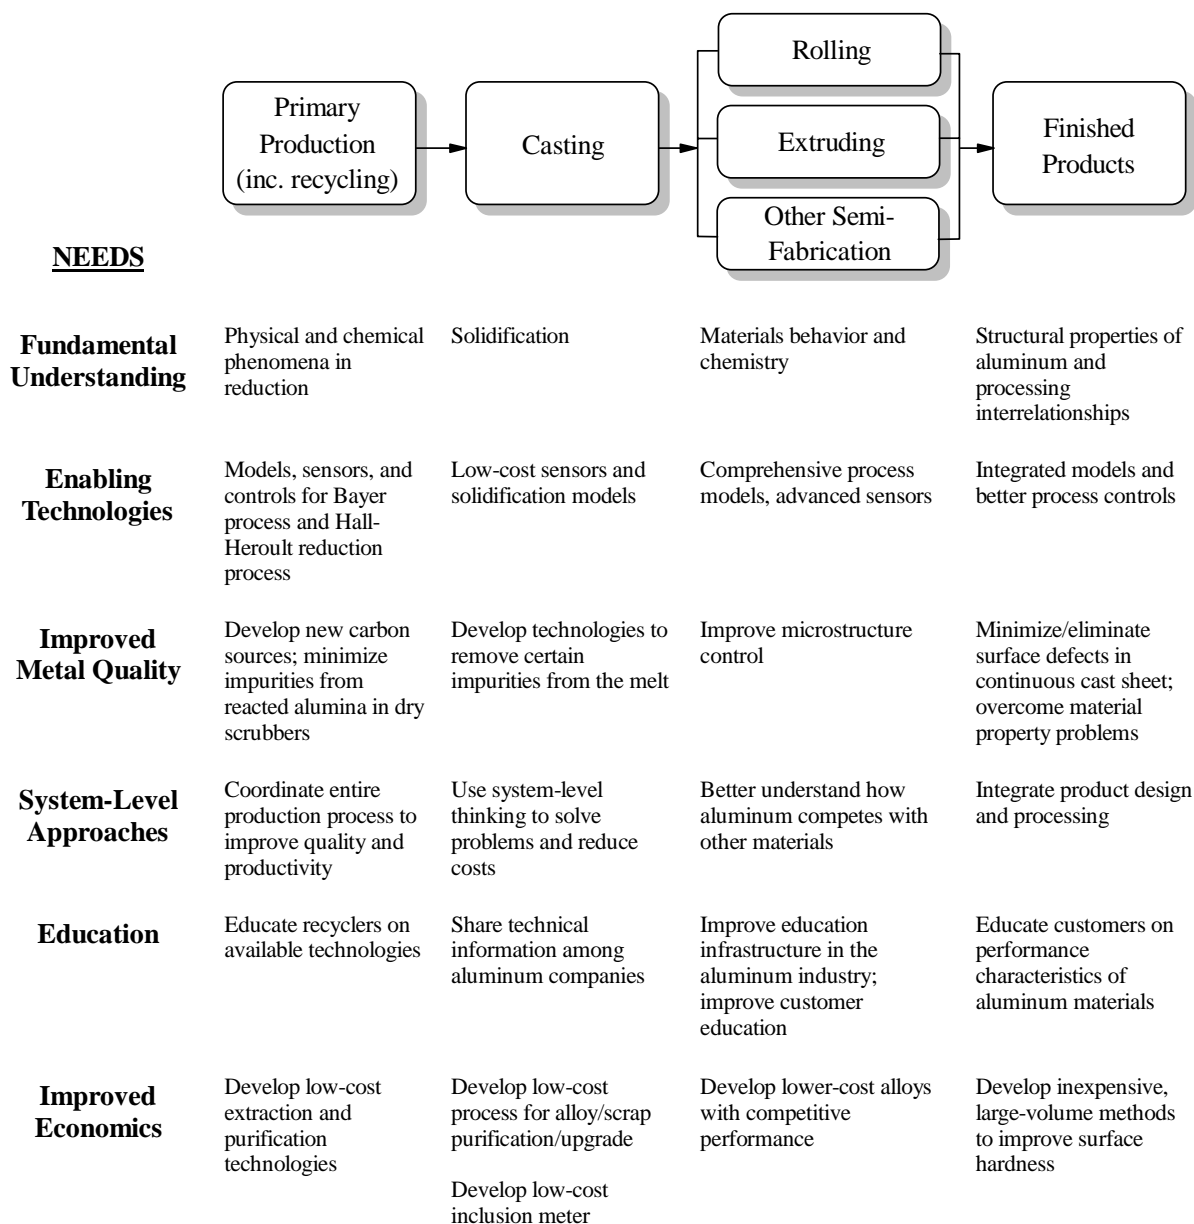 Rolling
Primary
Production
(inc. recycling)
Casting
Extruding
Finished
Products
Other Semi-
Fabrication
NEEDS
Fundamental
Understanding
Physical and chemical
phenomena in
reduction
Solidification
Materials behavior and
chemistry
Structural properties of
aluminum and
processing
interrelationships
Enabling
Technologies
Models, sensors, and
controls for Bayer
process and Hall-
Heroult reduction
process
Low-cost sensors and
solidification models
Comprehensive process
models, advanced sensors
Integrated models and
better process controls
Improved
Metal Quality
Develop new carbon
sources; minimize
impurities from
reacted alumina in dry
scrubbers
Develop technologies to
remove certain
impurities from the melt
Improve microstructure
control
Minimize/eliminate
surface defects in
continuous cast sheet;
overcome material
property problems
System-Level
Approaches
Coordinate entire
production process to
improve quality and
productivity
Use system-level
thinking to solve
problems and reduce
costs
Better understand how
aluminum competes with
other materials
Integrate product design
and processing
Education
Educate recyclers on
available technologies
Share technical
information among
aluminum companies
Improve education
infrastructure in the
aluminum industry;
improve customer
education
Educate customers on
performance
characteristics of
aluminum materials
Improved
Economics
Develop low-cost
extraction and
purification
technologies
Develop low-cost
process for alloy/scrap
purification/upgrade
Develop low-cost
inclusion meter
Develop lower-cost alloys
with competitive
performance
Develop inexpensive,
large-volume methods
to improve surface
hardness